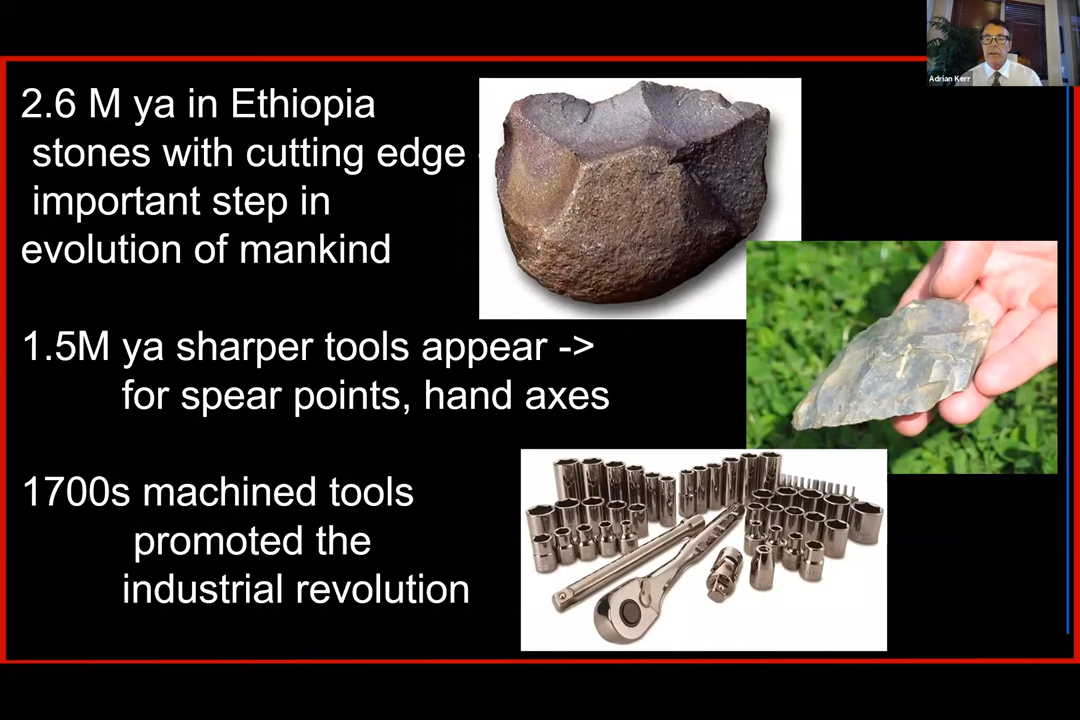 Adrian Kerr
2.6 M ya in Ethiopia
stones with cutting edge -
important step in
evolution of mankind
1.5M ya sharper tools appear ->
for spear points, hand axes
1700s machined tools
promoted the
industrial revolution